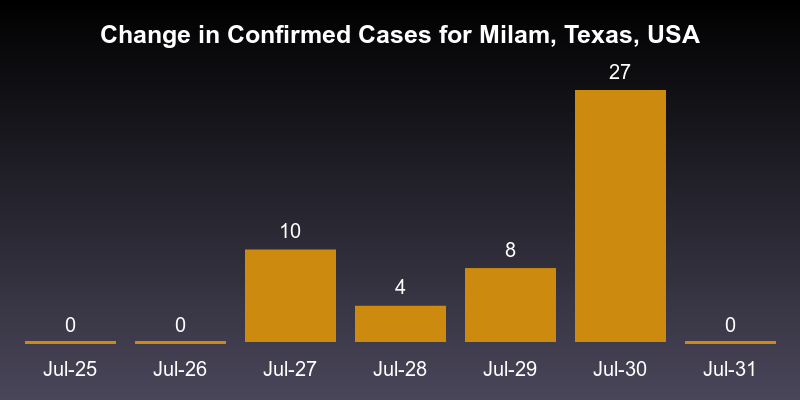 Change in Confirmed Cases for Milam, Texas, USA
27
10
8
4
0
0
0
Jul-25
Jul-26
Jul-27
Jul-28
Jul-29
Jul-30
Jul-31